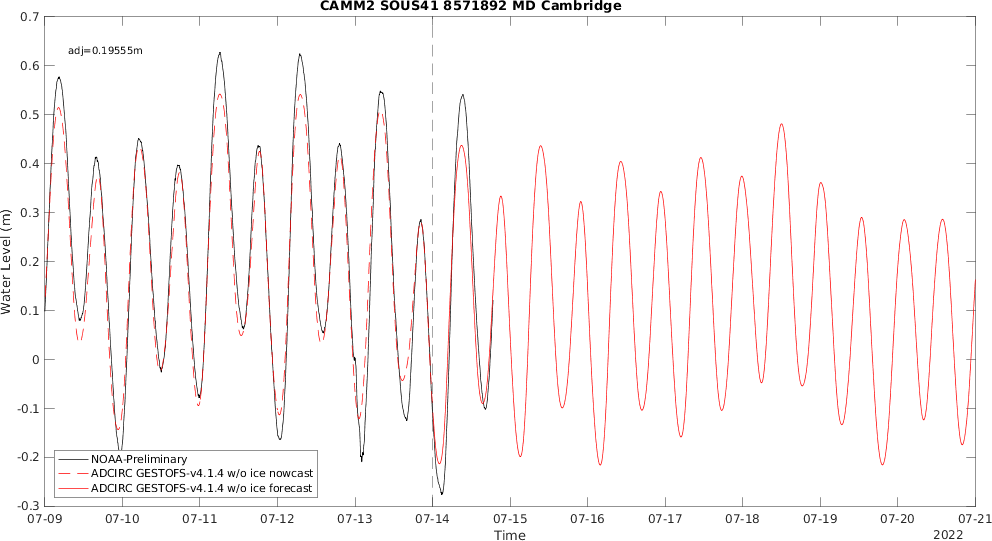 CAMM2 SOUS41 8571892 MD Cambridge
adj=0.19555m
Water Level (m)
0.7
0.6
0.5
0.4
0.3
0.2
0.1
0
-0.1
-0.2
-0.3
NOAA-Preliminary
ADCIRC GESTOFS-v4.1.4 w/o ice nowcast
ADCIRC GESTOFS-v4.1.4 w/o ice forecast
07-09 07-10 07-11 07-12 07-13 07-14 07-15 07-16 07-17 07-18 07-19 07-20 07-21
Time
2022